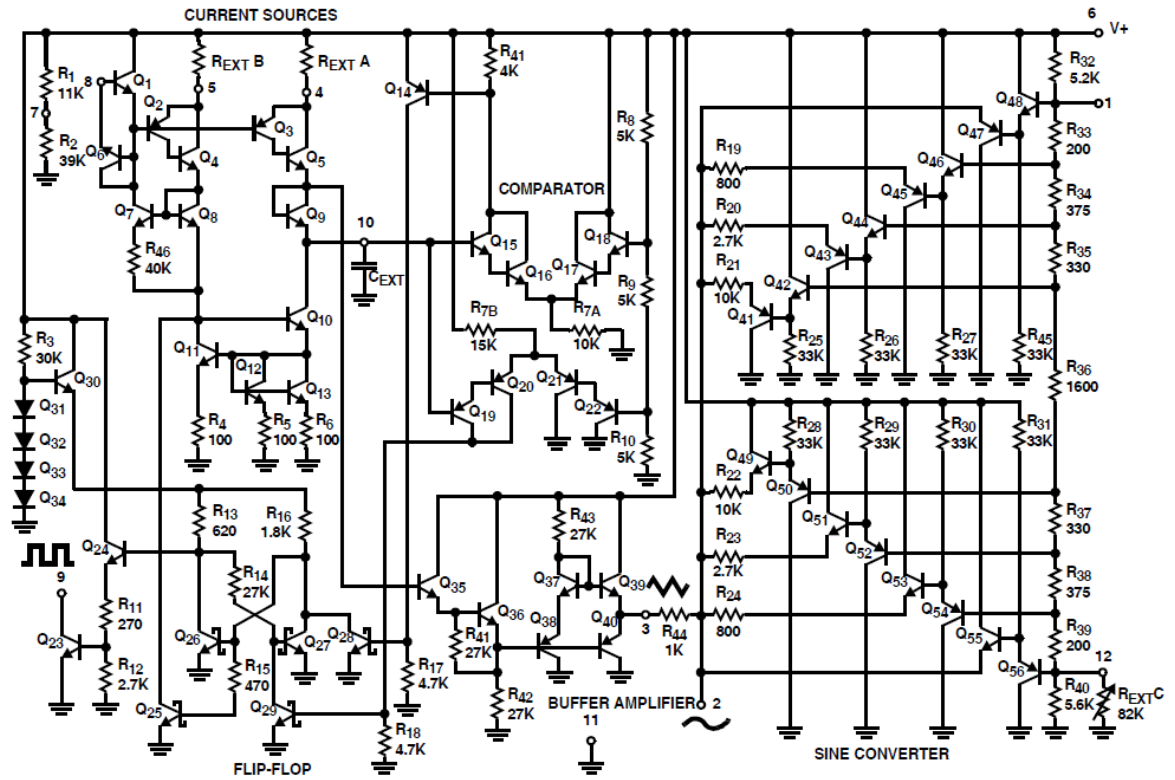 CURRENT SOURCES
6
V+
R1
11K
8
Q1
REXT B
5
REXT A
4
R41
4K
R32
5.2K
7
Q2
Q3
Q14
Q48
1
R2
39K
Q6
Q4
Q5
R8
5K
Q47
R33
200
R19
800
Q46
COMPARATOR
Q45
R34
375
Q7
Q8
Q9
R20
2.7K
Q44
10
Q15
Q18
Q43
R35
330
R46
40K
CEXT
Q16
Q17
R9
5K
R21
10K
Q42
R7B
15K
R7A
10K
Q41
R25
33K
R26
33K
R27
33K
R45
33K
R3
30K
Q10
Q11
Q30
Q12
Q13
Q20
Q21
R36
1600
Q31
Q19
Q22
R4
100
R5
100
R6
100
R10
5K
R28
33K
R29
33K
R30
33K
R31
33K
Q32
Q33
Q34
Q49
R22
10K
Q50
R13
620
R16
1.8K
R43
27K
Q51
R37
330
Q24
R23
2.7K
Q52
9
R14
27K
Q35
Q37
Q39
Q53
R38
375
R24
800
Q54
R11
270
Q36
3
R44
1K
Q55
Q23
Q26
Q27
Q28
R41
27K
Q38
Q40
R39
200
R12
2.7K
R15
470
R17
4.7K
Q56
12
R42
27K
BUFFER AMPLIFIER
2
R40
5.6K
REXTC
82K
Q25
Q29
R18
4.7K
11
FLIP-FLOP
SINE CONVERTER